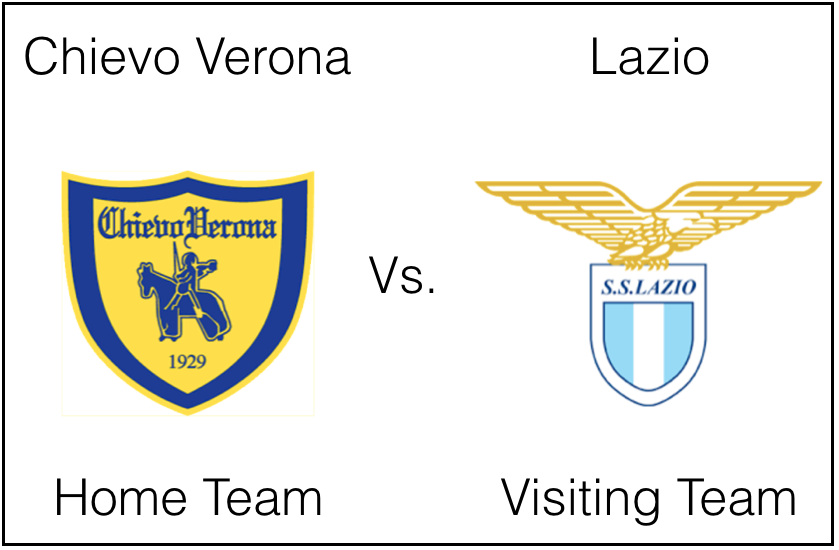 Chievo Verona
Lazio
ChievoVerona
1929
Vs.
S.S.LAZIO
Home Team
Visiting Team